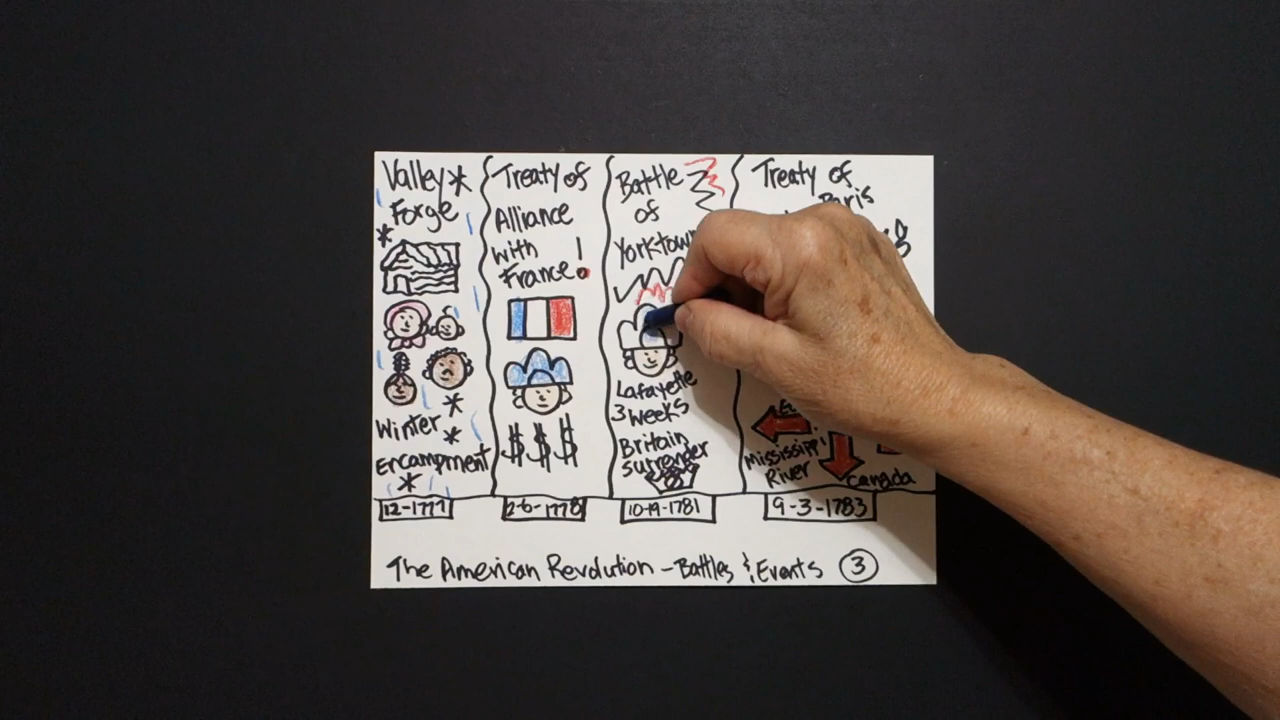 Valley
Forge
Winter
Encampment
12-1777
Treaty of
Alliance
with
France!
$$$
2-6-1778
Battle
of
Yorktown
Lafayette
3 weeks
Britain
surrender
10-19-1781
Treaty of
Paris
Mississippi
River
Canada
9-3-1783
The American Revolution - Battles & Events 3